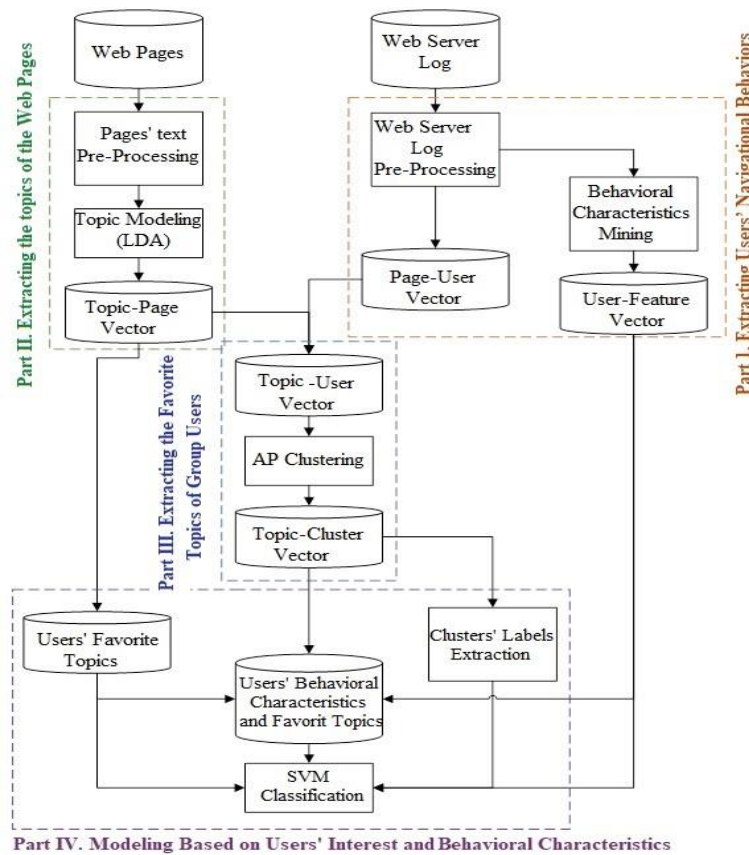 Web Pages
Web Server
Log
Part II. Extracting the topics of the Web Pages
Pages' text
Pre-Processing
Topic Modeling
(LDA)
Topic-Page
Vector
Part 1. Extracting Users' Navigational Behaviors
Web Server
Log
Pre-Processing
Behavioral
Characteristics
Mining
Page-User
Vector
User-Feature
Vector
Part III. Extracting the Favorite
Topics of Group Users
Topic -User
Vector
AP Clustering
Topic-Cluster
Vector
Users' Favorite
Topics
Clusters' Labels
Extraction
Users' Behavioral
Characteristics
and Favorit Topics
SVM
Classification
Part IV. Modeling Based on Users' Interest and Behavioral Characteristics